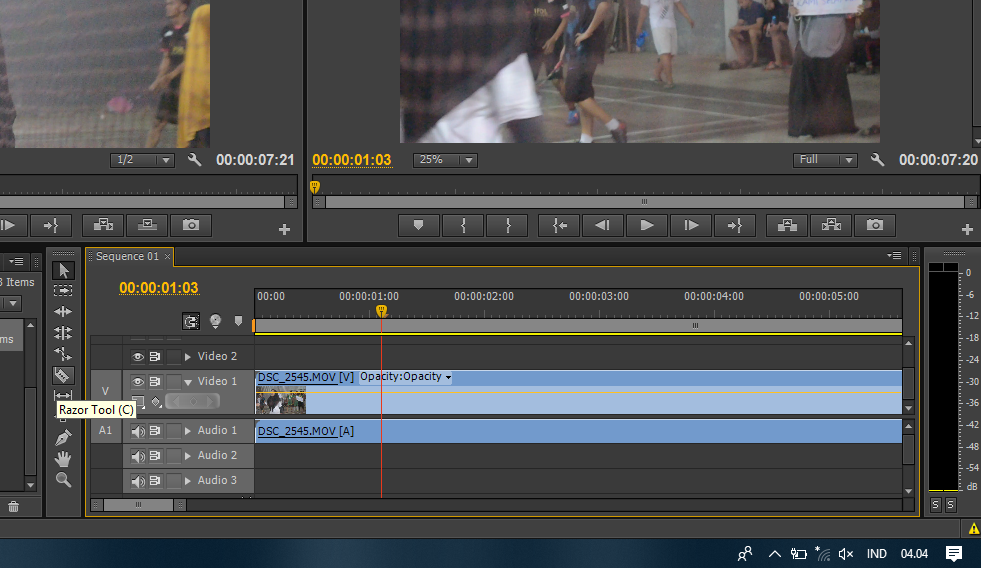 1/2
00:00:07:21
00:00:01:03
25%
Full
00:00:07:20
Sequence 01
00:00:01:03
00:00
00:00:01:00
00:00:02:00
00:00:03:00
00:00:04:00
00:00:05:00
Items
ms
Video 2
V
Video 1
DSC_2545.MOV [V] Opacity:Opacity
Razor Tool (C)
A1
Audio 1
DSC_2545.MOV [A]
Audio 2
Audio 3
0
-6
-12
-18
-24
-30
-36
-42
-48
-54
dB
S S
IND
04.04